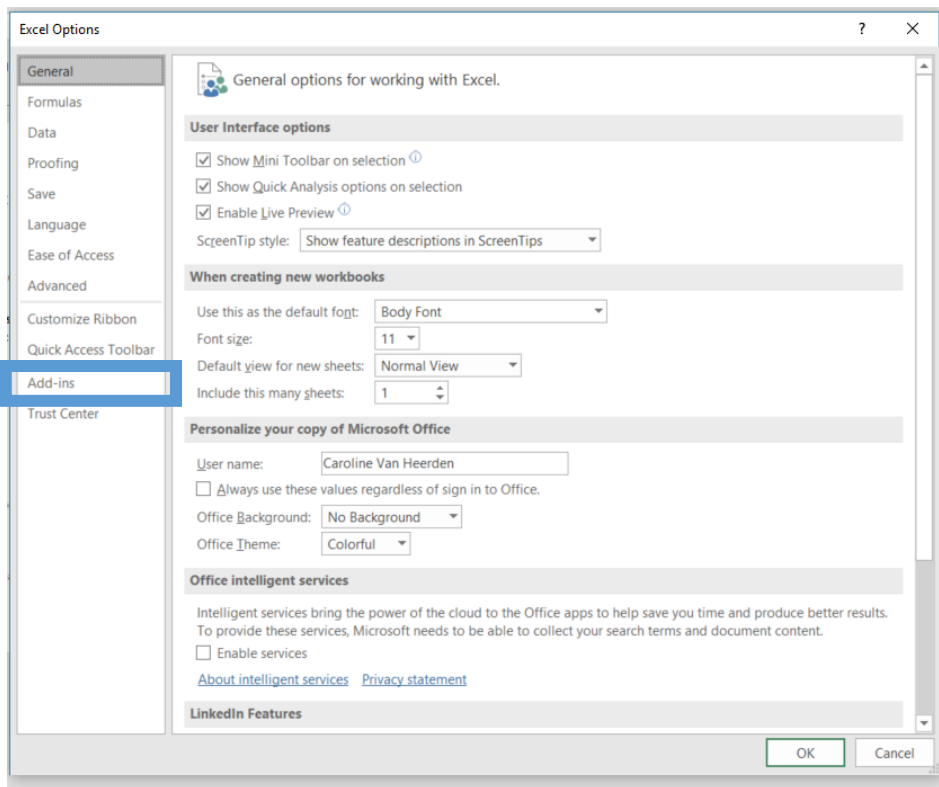 Excel Options
?
General
Formulas
Data
Proofing
Save
Language
Ease of Access
Advanced
Customize Ribbon
Quick Access Toolbar
Add-ins
Trust Center
General options for working with Excel.
User Interface options
Show Mini Toolbar on selection
Show Quick Analysis options on selection
Enable Live Preview
ScreenTip style: Show feature descriptions in ScreenTips
When creating new workbooks
Use this as the default font: Body Font
Font size: 11
Default view for new sheets: Normal View
Include this many sheets: 1
Personalize your copy of Microsoft Office
User name: Caroline Van Heerden
Always use these values regardless of sign in to Office.
Office Background: No Background
Office Theme: Colorful
Office intelligent services
Intelligent services bring the power of the cloud to the Office apps to help save you time and produce better results.
To provide these services, Microsoft needs to be able to collect your search terms and document content.
Enable services
About intelligent services Privacy statement
LinkedIn Features
OK Cancel